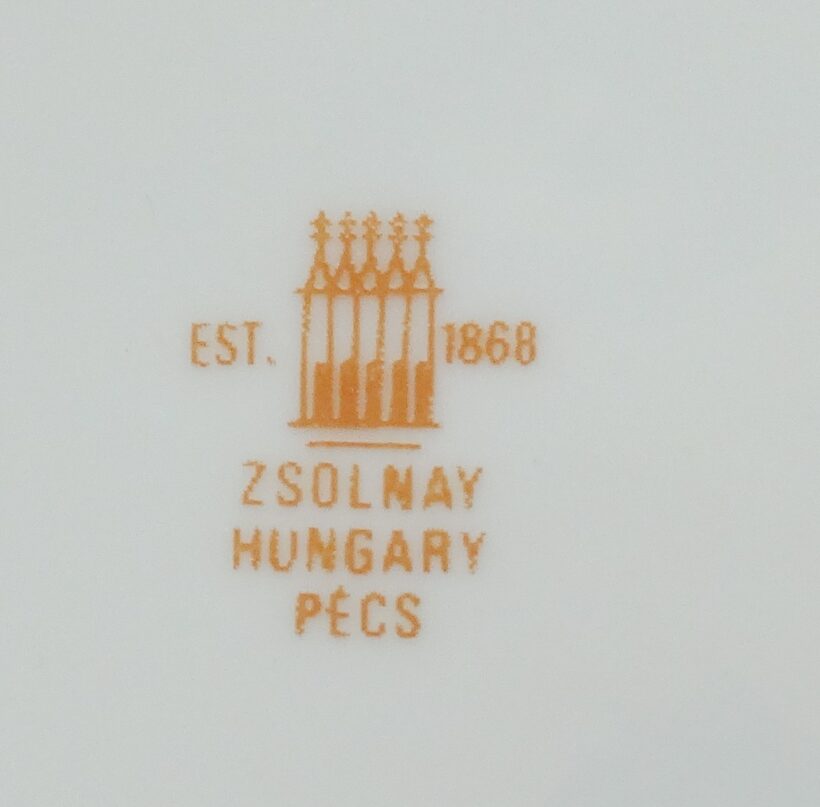 EST. 1868
ZSOLNAY
HUNGARY
PÉCS